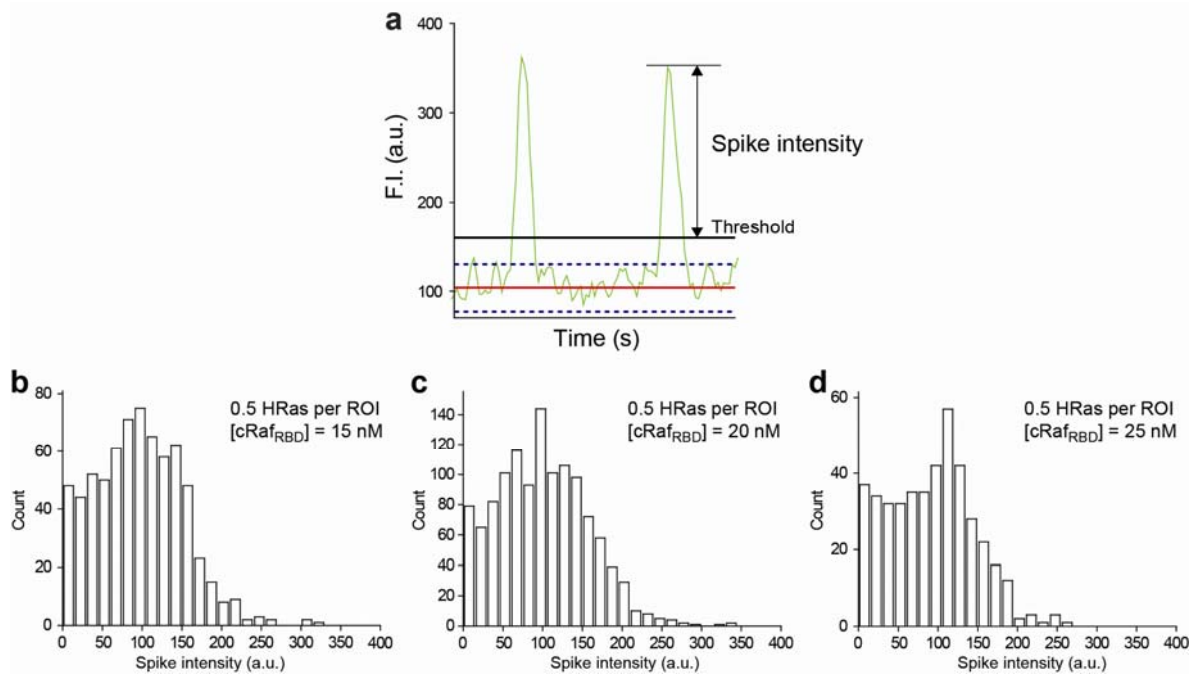 a
400
300
200
100
F.I. (a.u.)
Spike intensity
Threshold
Time (s)
b
80
60
40
20
0
Count
0.5 HRas per ROI
[cRafRBD] = 15 nM
0 50 100 150 200 250 300 350 400
Spike intensity (a.u.)
c
140
120
100
80
60
40
20
0
Count
0.5 HRas per ROI
[cRafRBD] = 20 nM
0 50 100 150 200 250 300 350 400
Spike intensity (a.u.)
d
60
40
20
0
Count
0.5 HRas per ROI
[cRafRBD] = 25 nM
0 50 100 150 200 250 300 350 400
Spike intensity (a.u.)